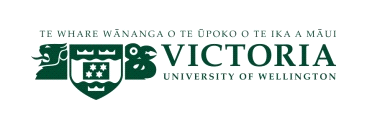 TE WHARE WĀNANGA O TE ŪPOKO O TE IKA A MĀUI
VICTORIA
UNIVERSITY OF WELLINGTON